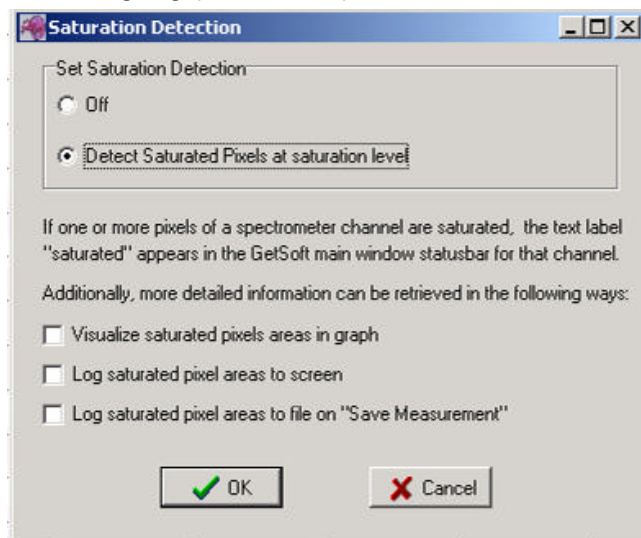 Saturation Detection
Set Saturation Detection
Off
Detect Saturated Pixels at saturation level
If one or more pixels of a spectrometer channel are saturated, the text label
"saturated" appears in the GetSoft main window statusbar for that channel.
Additionally, more detailed information can be retrieved in the following ways:
Visualize saturated pixels areas in graph
Log saturated pixel areas to screen
Log saturated pixel areas to file on "Save Measurement"
OK
Cancel